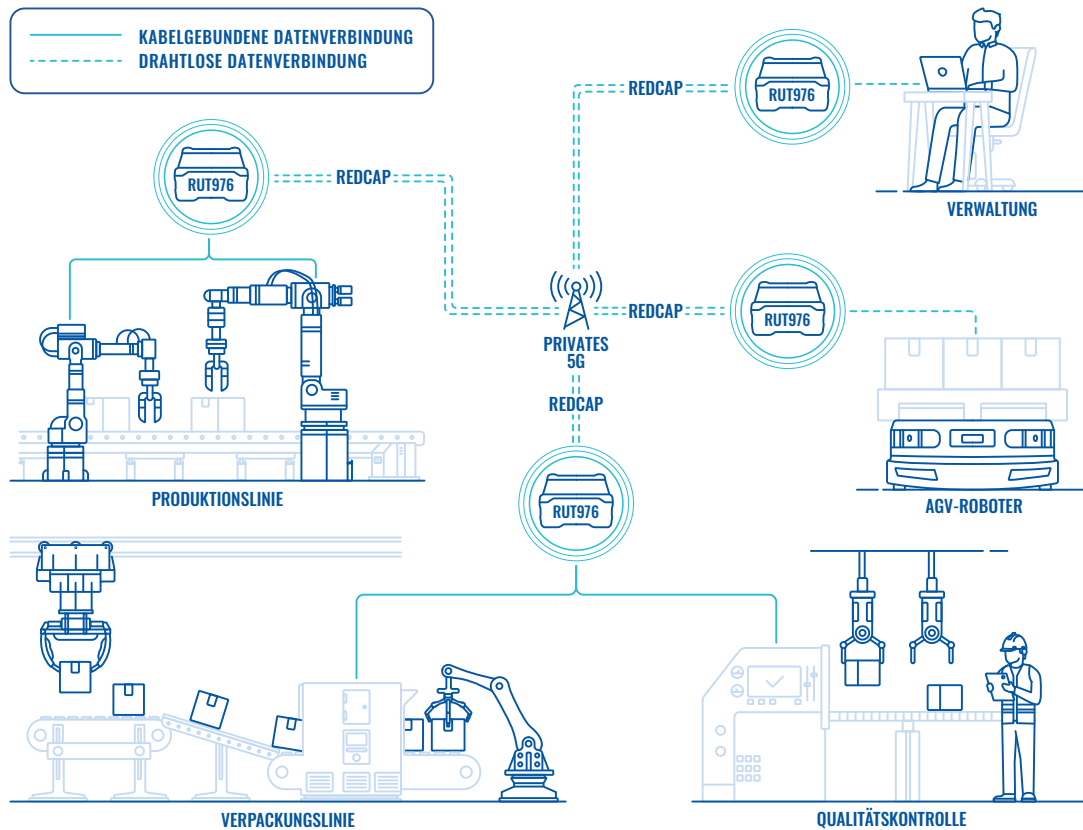 KABELGEBUNDENE DATENVERBINDUNG
DRAHTLOSE DATENVERBINDUNG
REDCAP
RUT976
VERWALTUNG
RUT976
REDCAP
REDCAP
RUT976
PRIVATES
5G
REDCAP
PRODUKTIONSLINIE
AGV-ROBOTER
RUT976
VERPACKUNGSLINIE
QUALITÄTSKONTROLLE